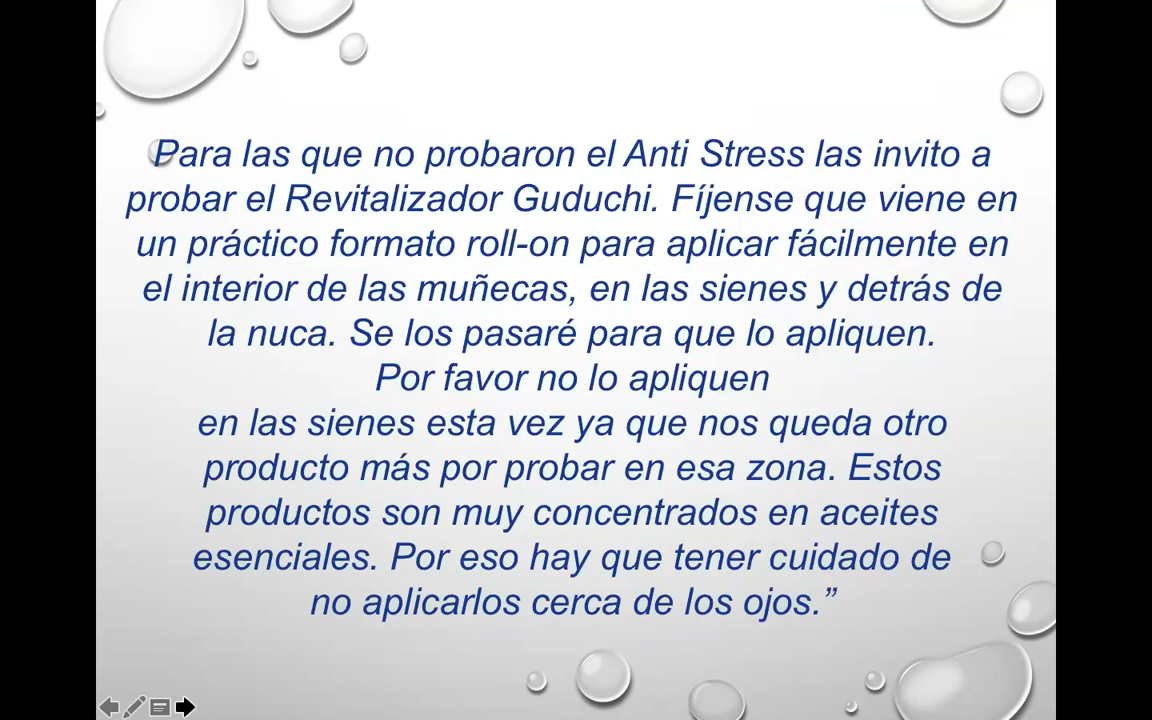 Para las que no probaron el Anti Stress las invito a
probar el Revitalizador Guduchi. Fíjense que viene en
un práctico formato roll-on para aplicar fácilmente en
el interior de las muñecas, en las sienes y detrás de
la nuca. Se los pasaré para que lo apliquen.
Por favor no lo apliquen
en las sienes esta vez ya que nos queda otro
producto más por probar en esa zona. Estos
productos son muy concentrados en aceites
esenciales. Por eso hay que tener cuidado de
no aplicarlos cerca de los ojos.”